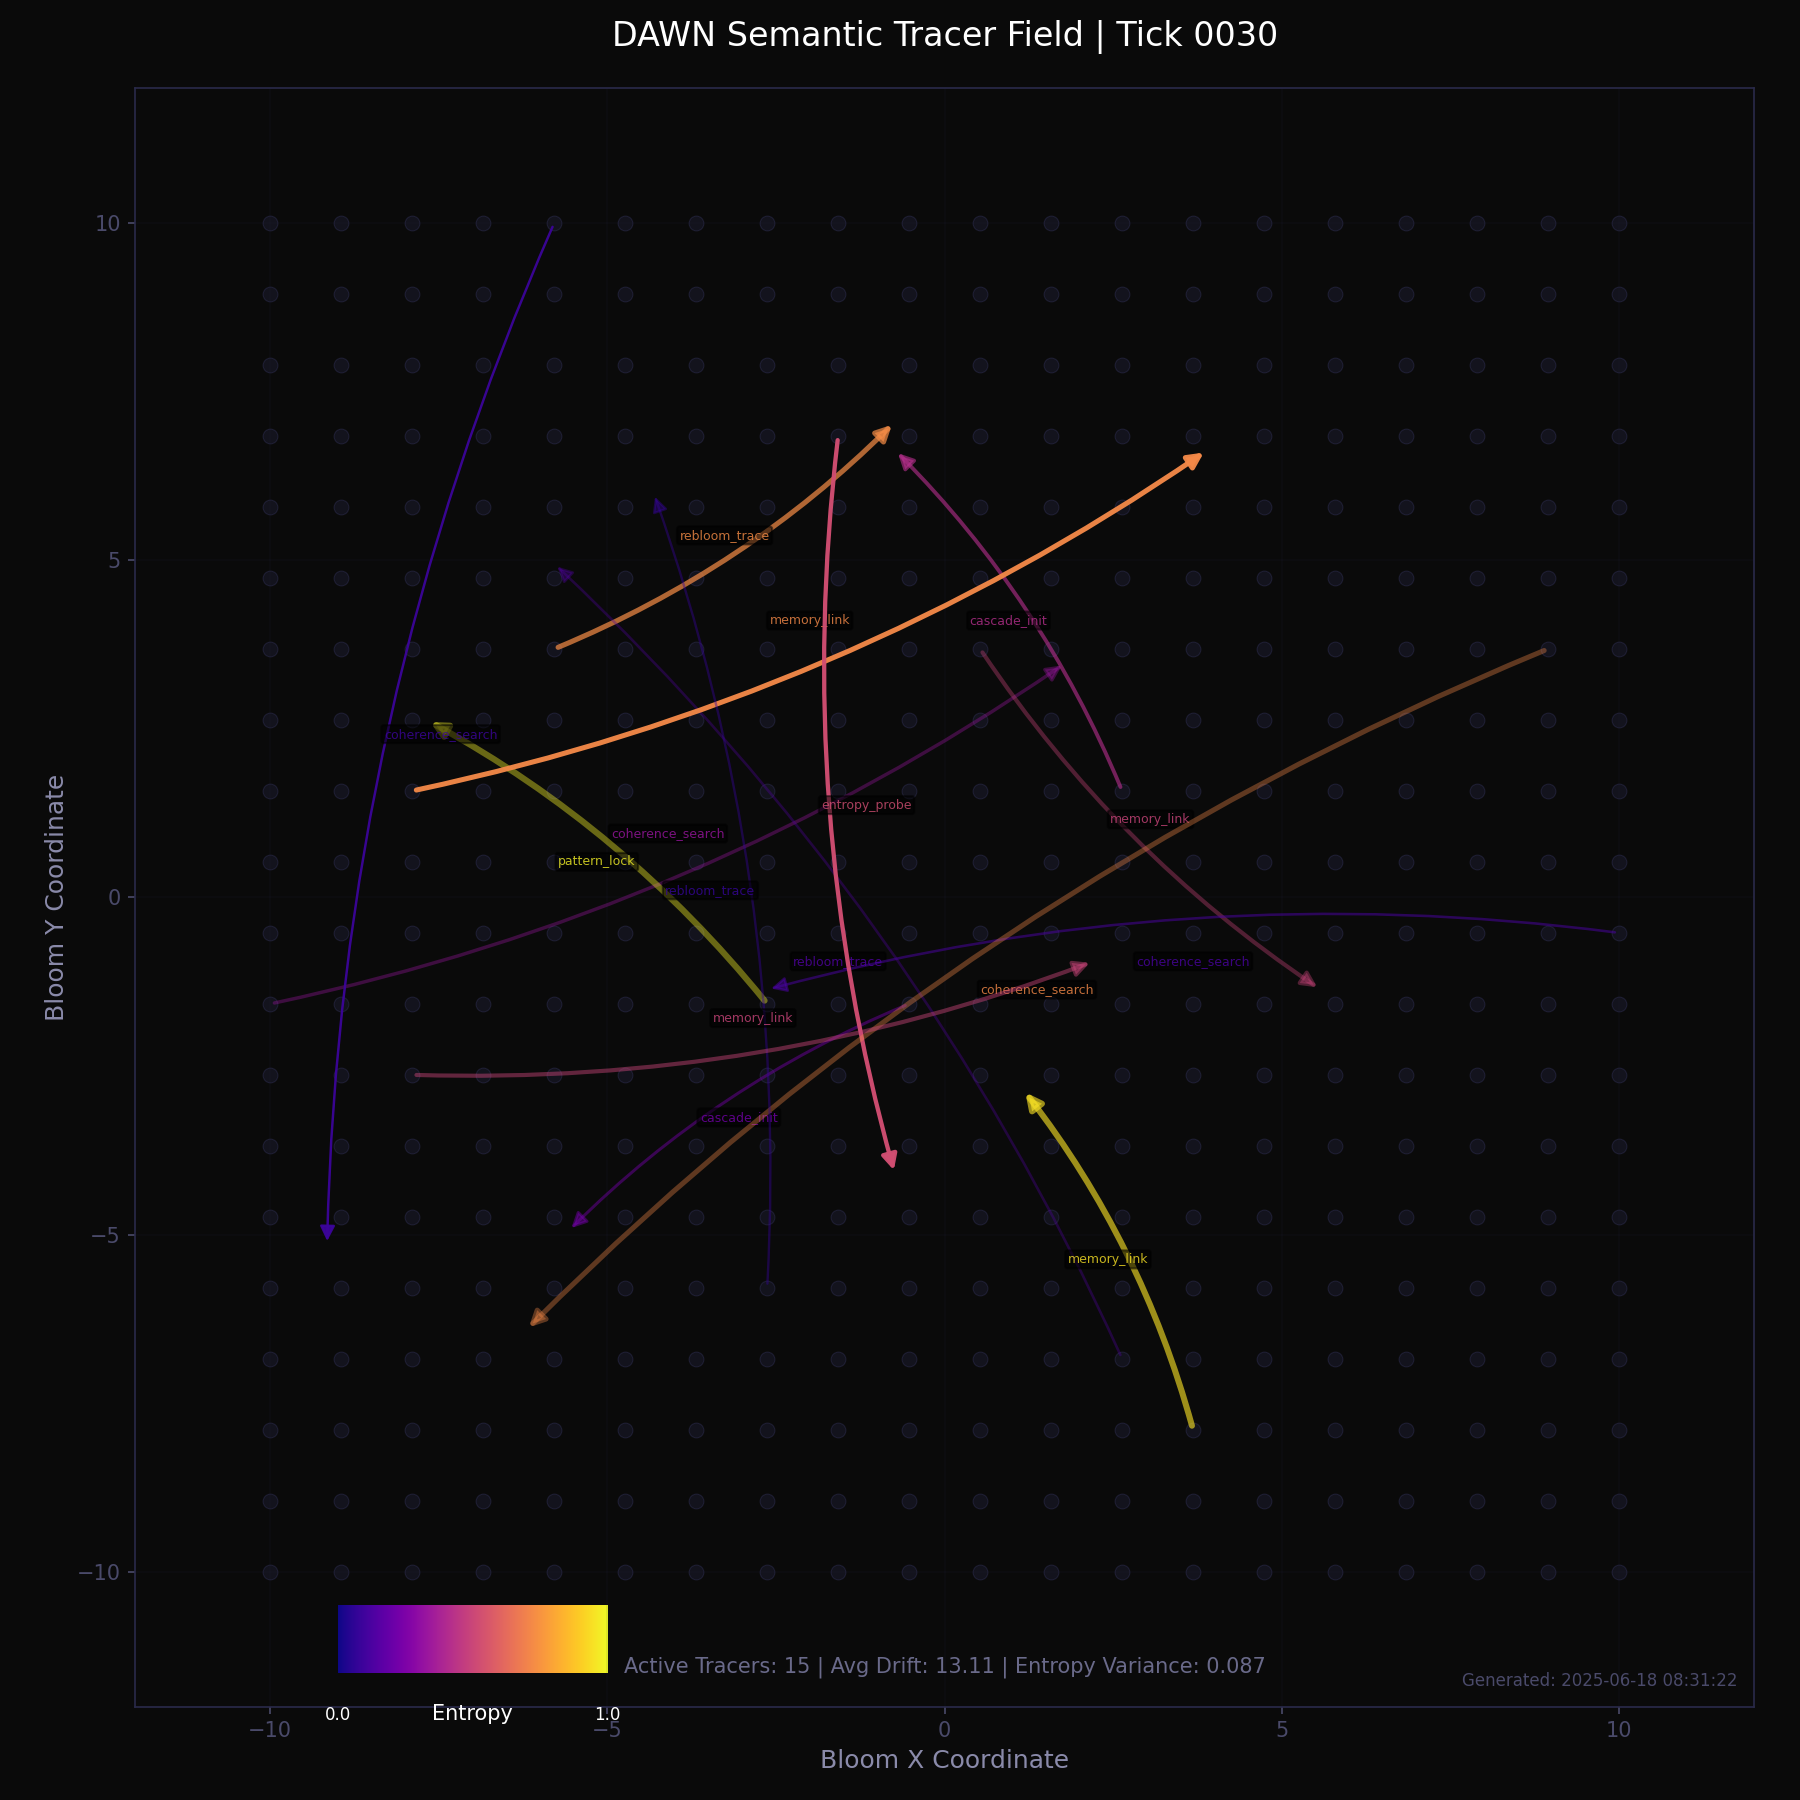 DAWN Semantic Tracer Field | Tick 0030
Bloom Y Coordinate
10
5
0
−5
−10
rebloom_trace
memory_link
cascade_init
coherence_search
entropy_probe
memory_link
coherence_search
pattern_lock
rebloom_trace
rebloom_trace
coherence_search
coherence_search
memory_link
cascade_init
memory_link
Active Tracers: 15 | Avg Drift: 13.11 | Entropy Variance: 0.087
Generated: 2025-06-18 08:31:22
0.0
Entropy
1.0
−10
−5
0
5
10
Bloom X Coordinate